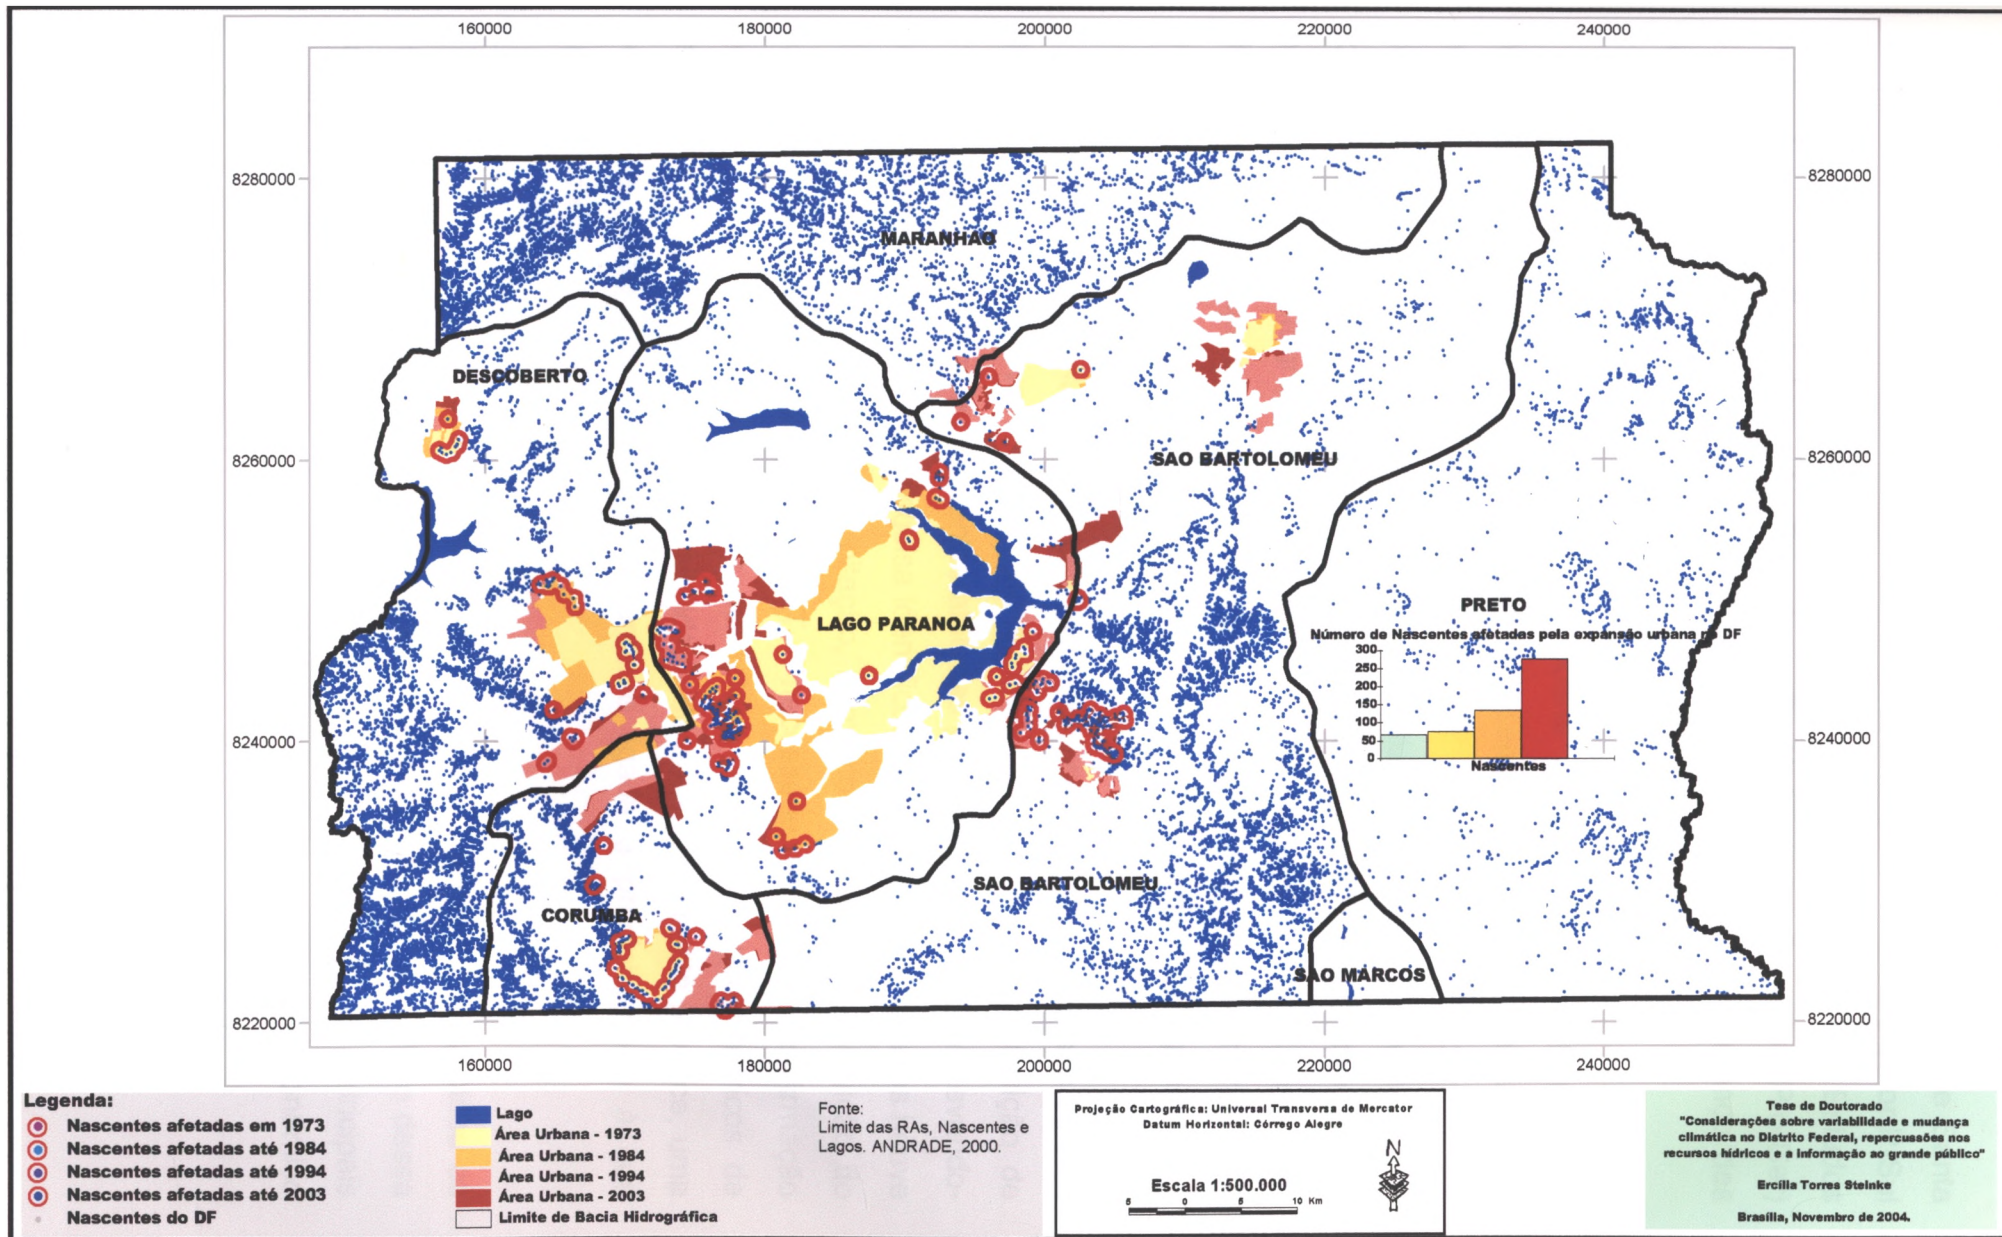 160000 180000 200000 220000 240000
8280000 8280000
MARANHAO
DESCOBERTO
8260000 SAO BARTOLOMEU 8260000
PRETO
LAGO PARANOA
Número de Nascentes afetadas pela expansão urbana no DF
300
250
200
150
100
50
0
Nascentes
8240000 8240000
SAO BARTOLOMEU
CORUMBA
SAO MARCOS
8220000 8220000
160000 180000 200000 220000 240000
Legenda:
Nascentes afetadas em 1973
Nascentes afetadas até 1984
Nascentes afetadas até 1994
Nascentes afetadas até 2003
Nascentes do DF
Lago
Área Urbana - 1973
Área Urbana - 1984
Área Urbana - 1994
Área Urbana - 2003
Limite de Bacia Hidrográfica
Fonte:
Limite das RAs, Nascentes e
Lagos. ANDRADE, 2000.
Projeção Cartográfica: Universal Transversa de Mercator
Datum Horizontal: Córrego Alegre
N
Escala 1:500.000
5 0 5 10 Km
Tese de Doutorado
"Considerações sobre variabilidade e mudança
climática no Distrito Federal, repercussões nos
recursos hídricos e a informação ao grande público"
Ercília Torres Steinke
Brasília, Novembro de 2004.